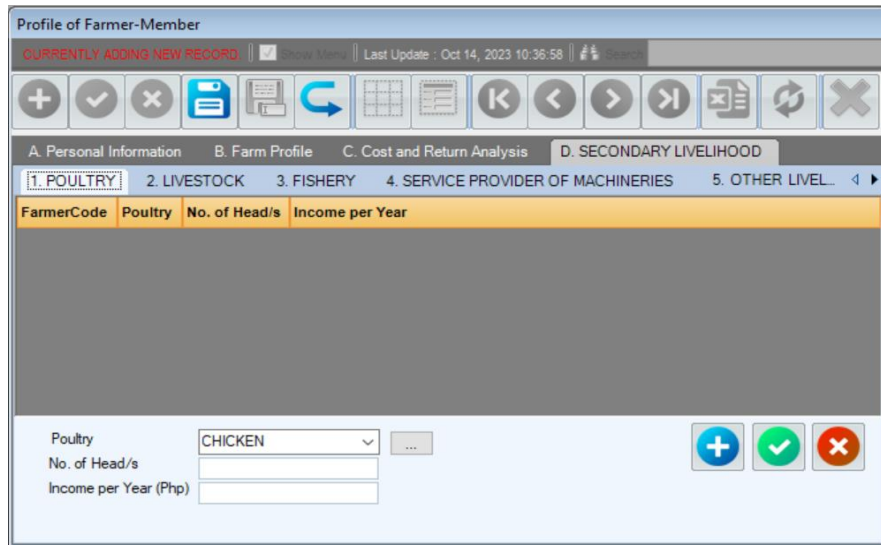 Profile of Farmer-Member
CURRENTLY ADDING NEW RECORD. Show Menu Last Update : Oct 14, 2023 10:36:58 Search
A. Personal Information B. Farm Profile C. Cost and Return Analysis D. SECONDARY LIVELIHOOD
1. POULTRY 2. LIVESTOCK 3. FISHERY 4. SERVICE PROVIDER OF MACHINERIES 5. OTHER LIVEL...
FarmerCode Poultry No. of Head/s Income per Year
Poultry CHICKEN ...
No. of Head/s
Income per Year (Php)